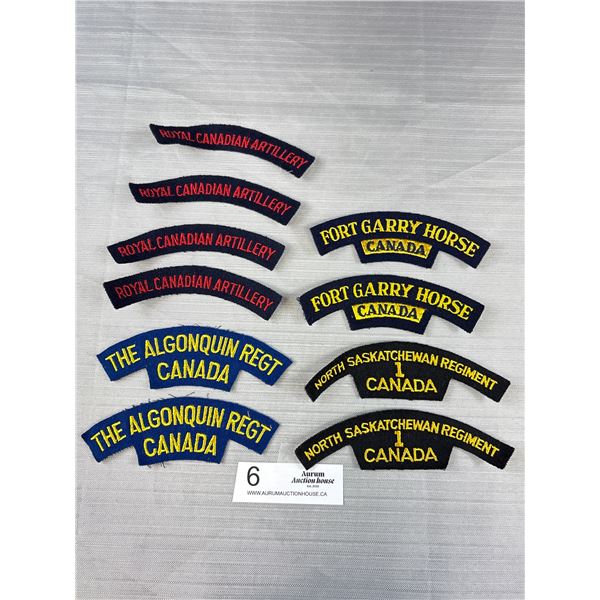 ROYAL CANADIAN ARTILLERY
ROYAL CANADIAN ARTILLERY
ROYAL CANADIAN ARTILLERY
ROYAL CANADIAN ARTILLERY
THE ALGONQUIN REGT
CANADA
THE ALGONQUIN REGT
CANADA
FORT GARRY HORSE
CANADA
FORT GARRY HORSE
CANADA
NORTH SASKATCHEWAN REGIMENT
1
CANADA
NORTH SASKATCHEWAN REGIMENT
1
CANADA
6
Aurum
Auction house
WWW.AURUMAUCTIONHOUSE.CA